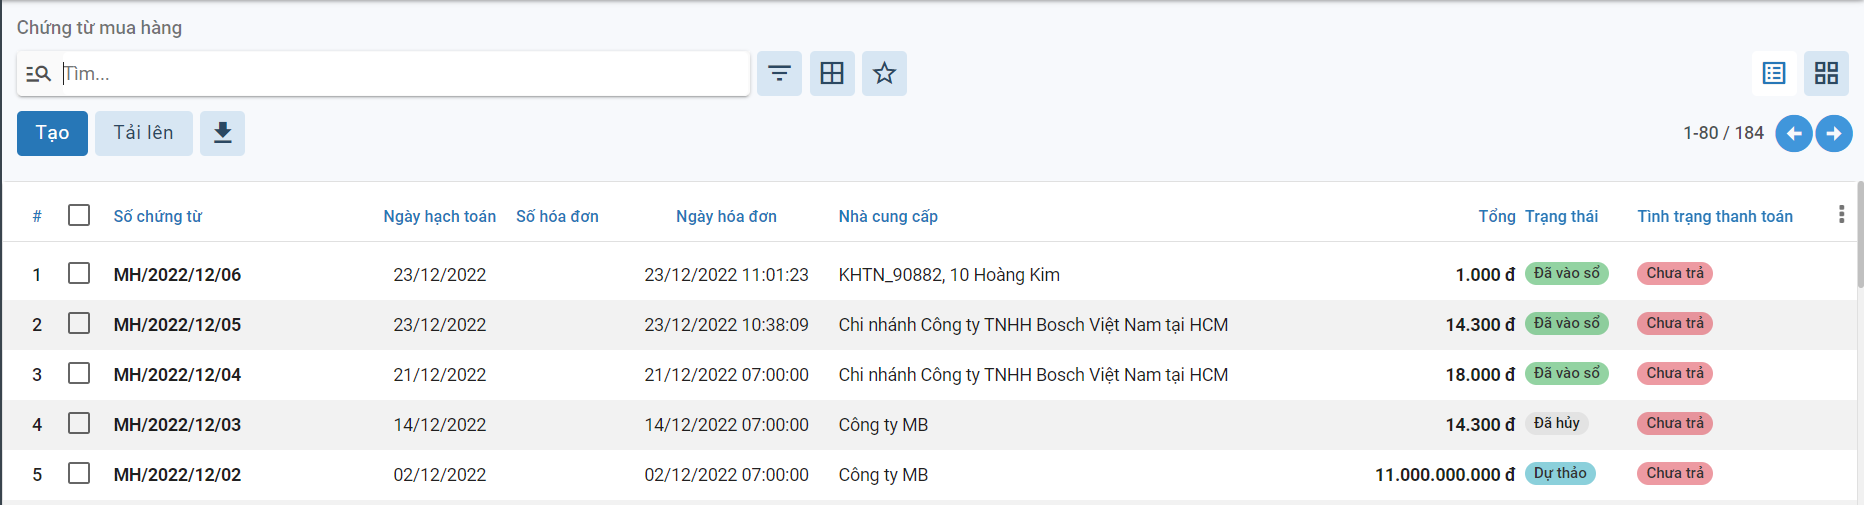 Chứng từ mua hàng
Tìm...
Tạo Tải lên 1-80 / 184
# Số chứng từ Ngày hạch toán Số hóa đơn Ngày hóa đơn Nhà cung cấp Tổng Trạng thái Tình trạng thanh toán
1 MH/2022/12/06 23/12/2022 23/12/2022 11:01:23 KHTN_90882, 10 Hoàng Kim 1.000 đ Đã vào sổ Chưa trả
2 MH/2022/12/05 23/12/2022 23/12/2022 10:38:09 Chi nhánh Công ty TNHH Bosch Việt Nam tại HCM 14.300 đ Đã vào sổ Chưa trả
3 MH/2022/12/04 21/12/2022 21/12/2022 07:00:00 Chi nhánh Công ty TNHH Bosch Việt Nam tại HCM 18.000 đ Đã vào sổ Chưa trả
4 MH/2022/12/03 14/12/2022 14/12/2022 07:00:00 Công ty MB 14.300 đ Đã hủy Chưa trả
5 MH/2022/12/02 02/12/2022 02/12/2022 07:00:00 Công ty MB 11.000.000.000 đ Dự thảo Chưa trả